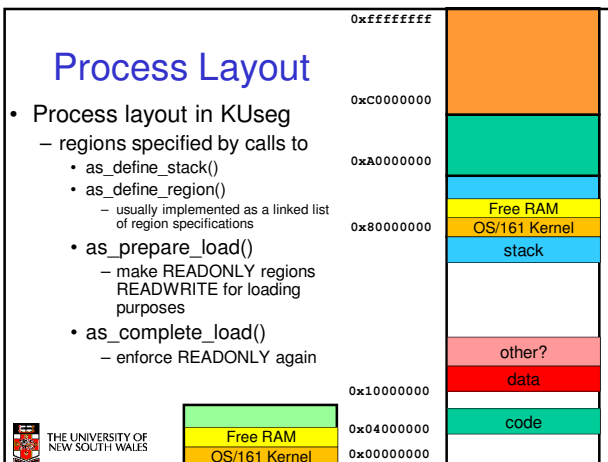 Process Layout
• Process layout in KUseg
– regions specified by calls to
• as_define_stack()
• as_define_region()
– usually implemented as a linked list
of region specifications
• as_prepare_load()
– make READONLY regions
READWRITE for loading
purposes
• as_complete_load()
– enforce READONLY again
THE UNIVERSITY OF
NEW SOUTH WALES
Free RAM
OS/161 Kernel
0xffffffff
0xC0000000
0xA0000000
0x80000000
0x10000000
0x04000000
0x00000000
Free RAM
OS/161 Kernel
stack
other?
data
code